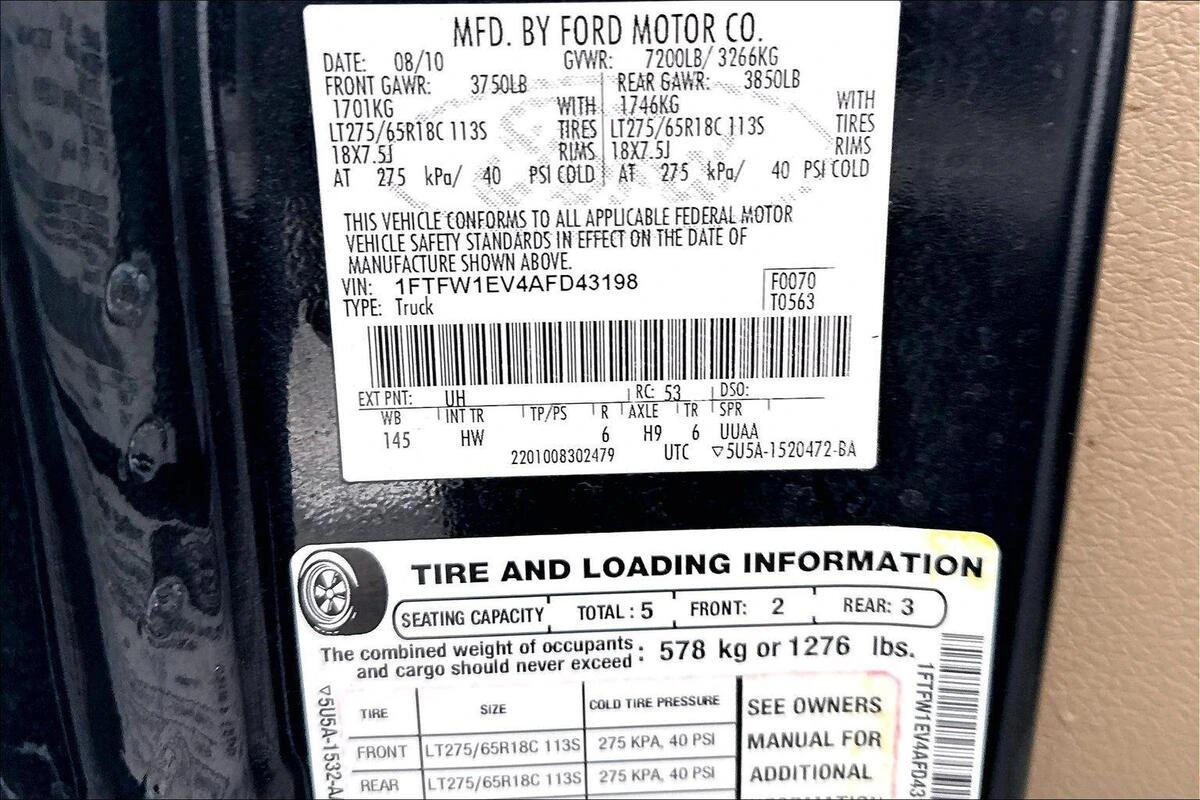 MFD. BY FORD MOTOR CO.
DATE: 08/10 GVWR: 7200LB/ 3266KG
FRONT GAWR: 3750LB REAR GAWR: 3850LB
1701KG WITH 1746KG WITH
LT275/65R18C 113S TIRES LT275/65R18C 113S TIRES
18X7.5J RIMS 18X7.5J RIMS
AT 275 kPa/ 40 PSI COLD AT 275 kPa/ 40 PSI COLD
THIS VEHICLE CONFORMS TO ALL APPLICABLE FEDERAL MOTOR
VEHICLE SAFETY STANDARDS IN EFFECT ON THE DATE OF
MANUFACTURE SHOWN ABOVE.
VIN: 1FTFW1EV4AFD43198 F0070
TYPE: Truck T0563
EXT PNT: UH RC: 53 DSO:
WB INT TR TP/PS R AXLE TR SPR
145 HW 6 H9 6 UUAA
2201008302479 UTC ▽5U5A-1520472-BA
TIRE AND LOADING INFORMATION
SEATING CAPACITY TOTAL: 5 FRONT: 2 REAR: 3
The combined weight of occupants
and cargo should never exceed : 578 kg or 1276 lbs.
TIRE SIZE COLD TIRE PRESSURE
FRONT LT275/65R18C 113S 275 KPA, 40 PSI
REAR LT275/65R18C 113S 275 KPA, 40 PSI
SEE OWNERS
MANUAL FOR
ADDITIONAL
▽5U5A-1532-A
1FTFW1EV4AFD43